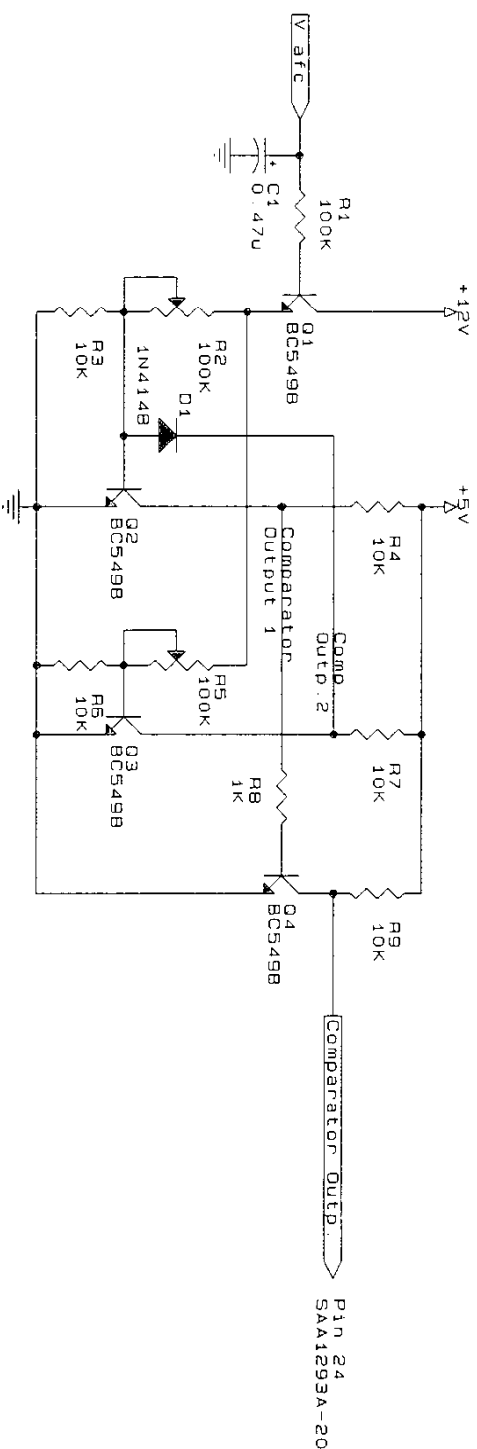 V afc
C1
0.47u
R1
100K
+12V
Q1
BC549B
R2
100K
R3
10K
D1
1N4148
+5V
R4
10K
Q2
BC549B
Comparator
Output 1
Comp
Outp.2
R5
100K
R6
10K
Q3
BC549B
R7
10K
R8
1K
Q4
BC549B
R9
10K
Comparator Outp.
Pin 24
SAA1293A-20